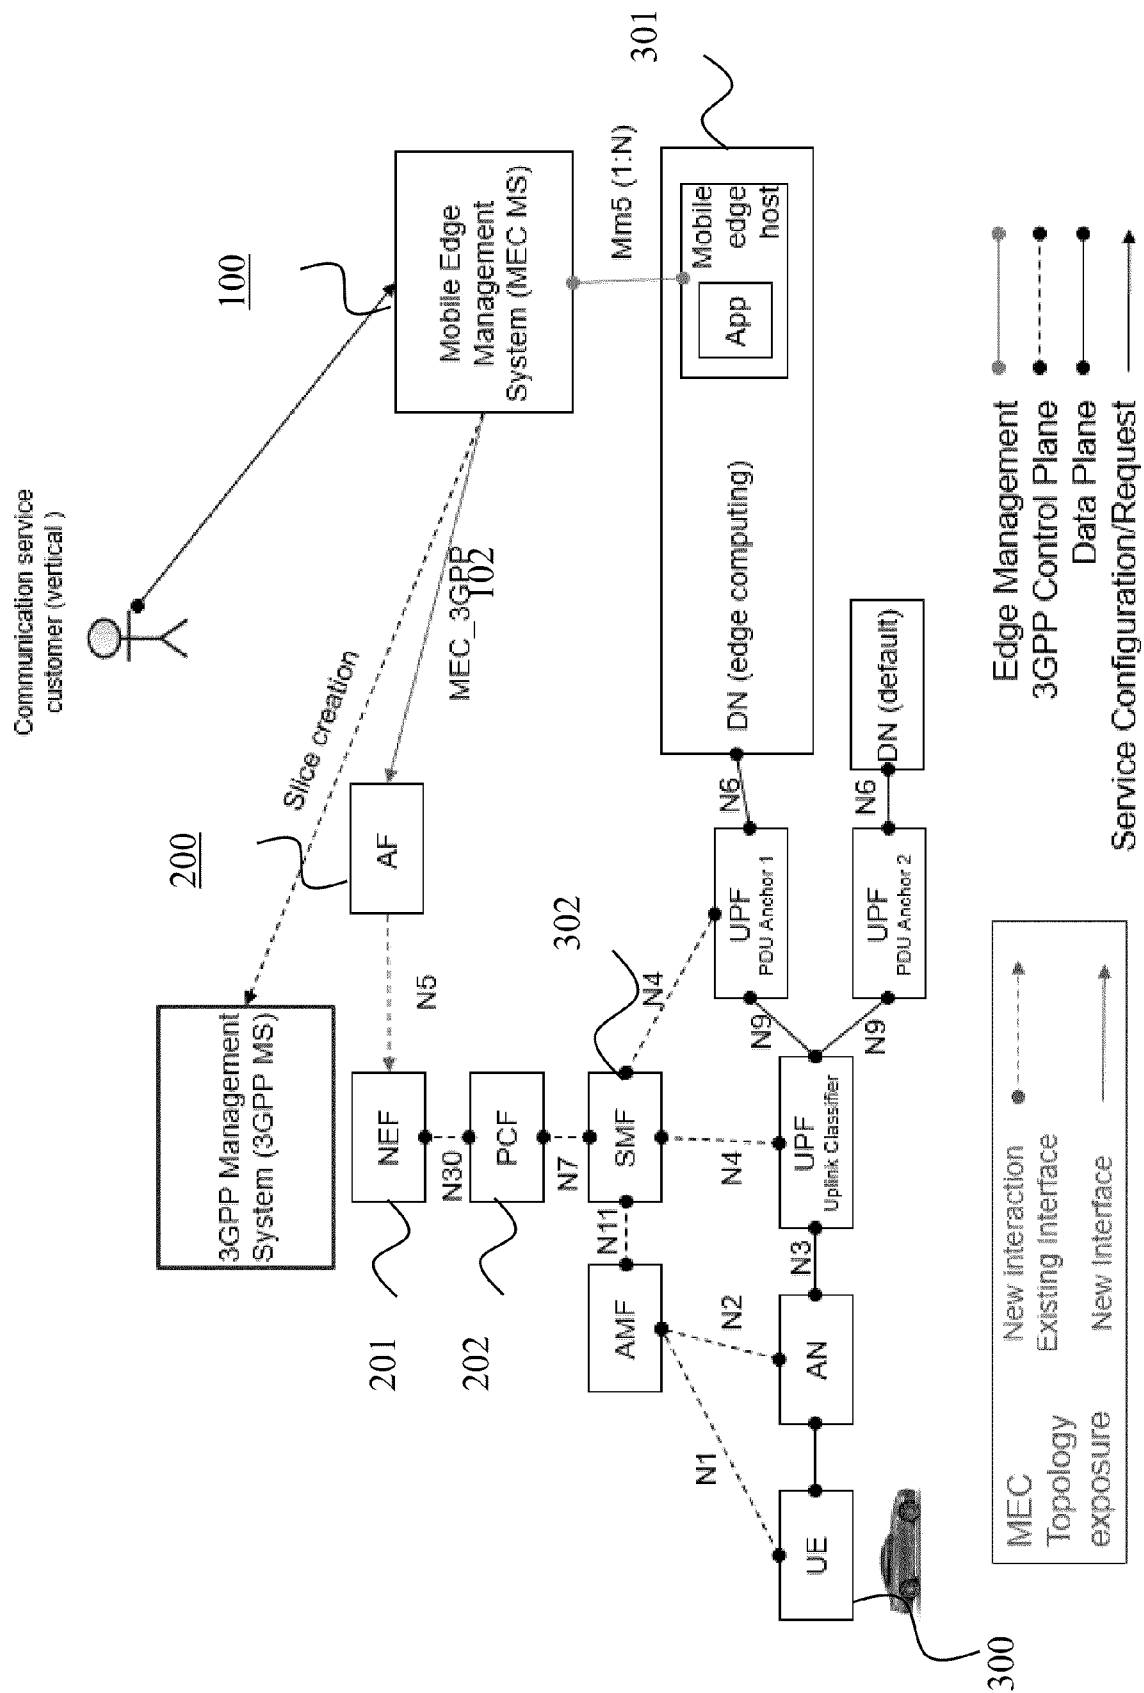 Communication service
customer (vertical )
100
Mobile Edge
Management
System (MEC MS)
Slice creation
MEC_3GPP
102
Mm5 (1:N)
301
200
AF
3GPP Management
System (3GPP MS)
N5
NEF
201
N30
PCF
202
N7
SMF
302
N11
AMF
N4
N4
N1
N2
UE
300
AN
N3
UPF
Uplink Classifier
N9
N9
UPF
PDU Anchor 1
UPF
PDU Anchor 2
N6
N6
DN (edge computing)
App
Mobile
edge
host
DN (default)
MEC
Topology
exposure
New interaction
Existing Interface
New Interface
Edge Management
3GPP Control Plane
Data Plane
Service Configuration/Request